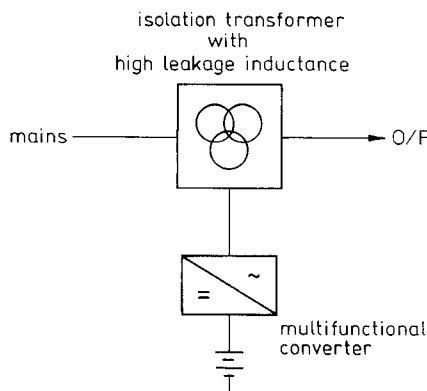 isolation transformer
with
high leakage inductance
mains
O/P
~
=
multifunctional
converter